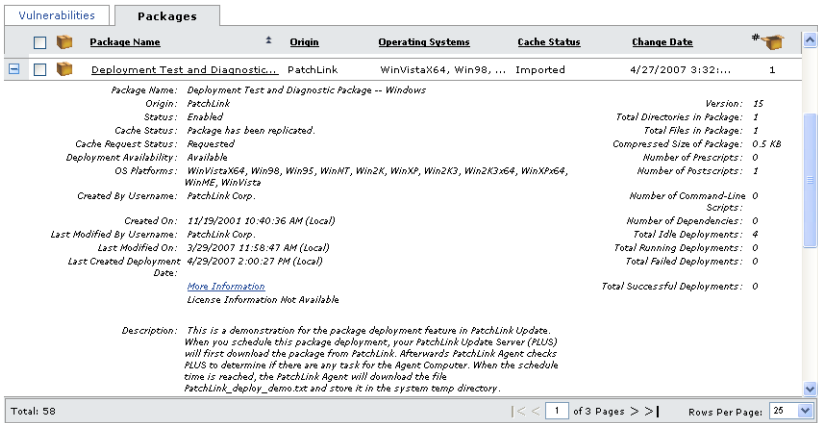 Vulnerabilities Packages
Package Name Origin Operating Systems Cache Status Change Date #
Deployment Test and Diagnostic... PatchLink WinVistaX64, Win98, ... Imported 4/27/2007 3:32:... 1
Package Name: Deployment Test and Diagnostic Package -- Windows
Origin: PatchLink Version: 15
Status: Enabled Total Directories in Package: 1
Cache Status: Package has been replicated. Total Files in Package: 1
Cache Request Status: Requested Compressed Size of Package: 0.5 KB
Deployment Availability: Available Number of Prescripts: 0
OS Platforms: WinVistaX64, Win98, Win95, WinNT, Win2K, WinXP, Win2K3, Win2K3x64, WinXPx64, Number of Postscripts: 1
WinME, WinVista
Created By Username: PatchLink Corp. Number of Command-Line 0
Scripts:
Created On: 11/19/2001 10:40:36 AM (Local) Number of Dependencies: 0
Last Modified By Username: PatchLink Corp. Total Idle Deployments: 4
Last Modified On: 3/29/2007 11:58:47 AM (Local) Total Running Deployments: 0
Last Created Deployment 4/29/2007 2:00:27 PM (Local) Total Failed Deployments: 0
Date:
More Information Total Successful Deployments: 0
License Information Not Available
Description: This is a demonstration for the package deployment feature in PatchLink Update.
When you schedule this package deployment, your PatchLink Update Server (PLUS)
will first download the package from PatchLink. Afterwards PatchLink Agent checks
PLUS to determine if there are any task for the Agent Computer. When the schedule
time is reached, the PatchLink Agent will download the file
PatchLink_deploy_demo.txt and store it in the system temp directory.
Total: 58 |< < 1 of 3 Pages > >| Rows Per Page: 25